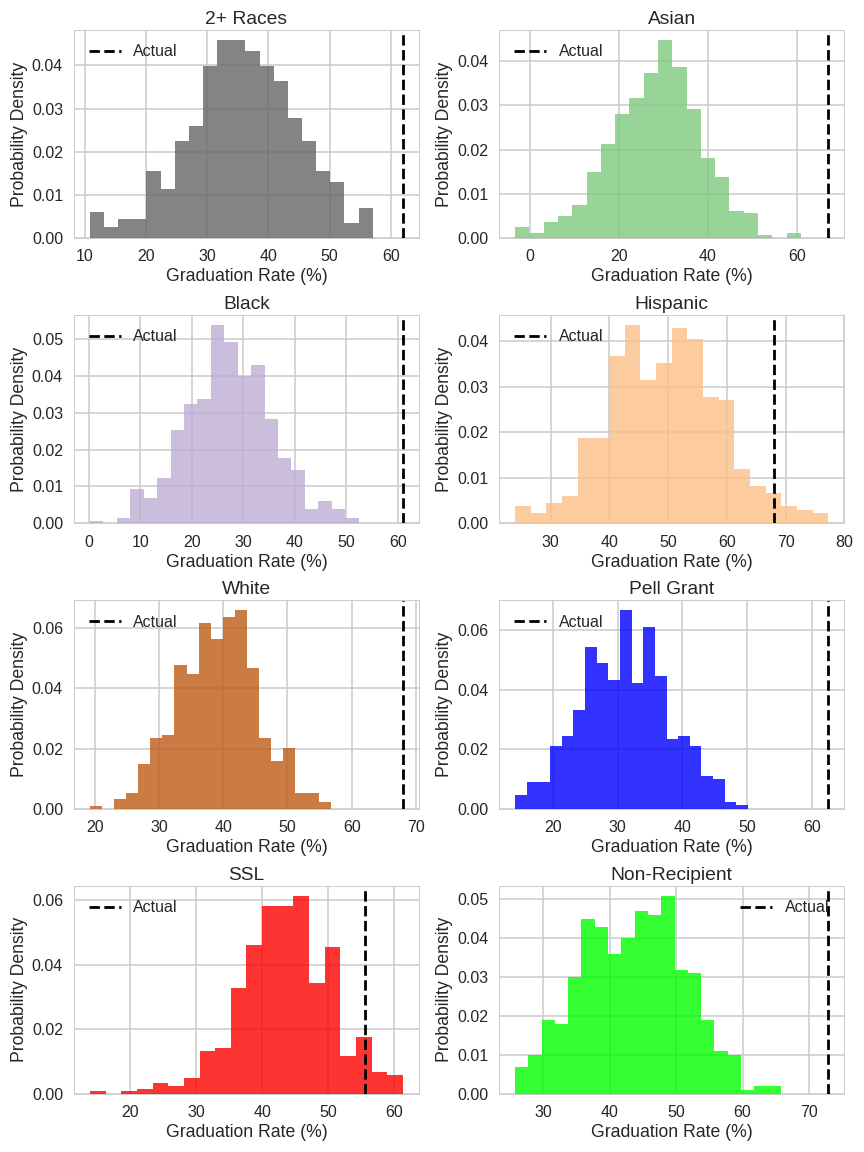 2+ Races
Actual
Probability Density
0.04
0.03
0.02
0.01
0.00
10 20 30 40 50 60
Graduation Rate (%)
Asian
Actual
Probability Density
0.04
0.03
0.02
0.01
0.00
0 20 40 60
Graduation Rate (%)
Black
Actual
Probability Density
0.05
0.04
0.03
0.02
0.01
0.00
0 10 20 30 40 50 60
Graduation Rate (%)
Hispanic
Actual
Probability Density
0.04
0.03
0.02
0.01
0.00
30 40 50 60 70 80
Graduation Rate (%)
White
Actual
Probability Density
0.06
0.04
0.02
0.00
20 30 40 50 60 70
Graduation Rate (%)
Pell Grant
Actual
Probability Density
0.06
0.04
0.02
0.00
20 30 40 50 60
Graduation Rate (%)
SSL
Actual
Probability Density
0.06
0.04
0.02
0.00
20 30 40 50 60
Graduation Rate (%)
Non-Recipient
Actual
Probability Density
0.05
0.04
0.03
0.02
0.01
0.00
30 40 50 60 70
Graduation Rate (%)